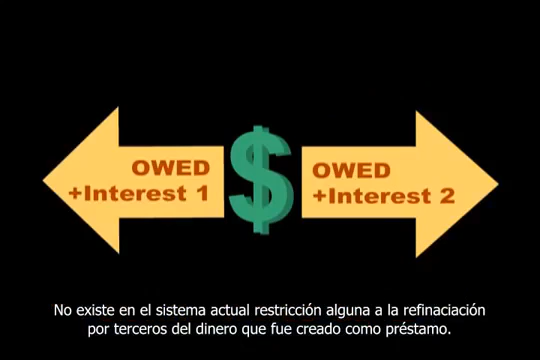 OWED
+Interest 1
$
OWED
+Interest 2
No existe en el sistema actual restricción alguna a la refinaciación
por terceros del dinero que fue creado como préstamo.